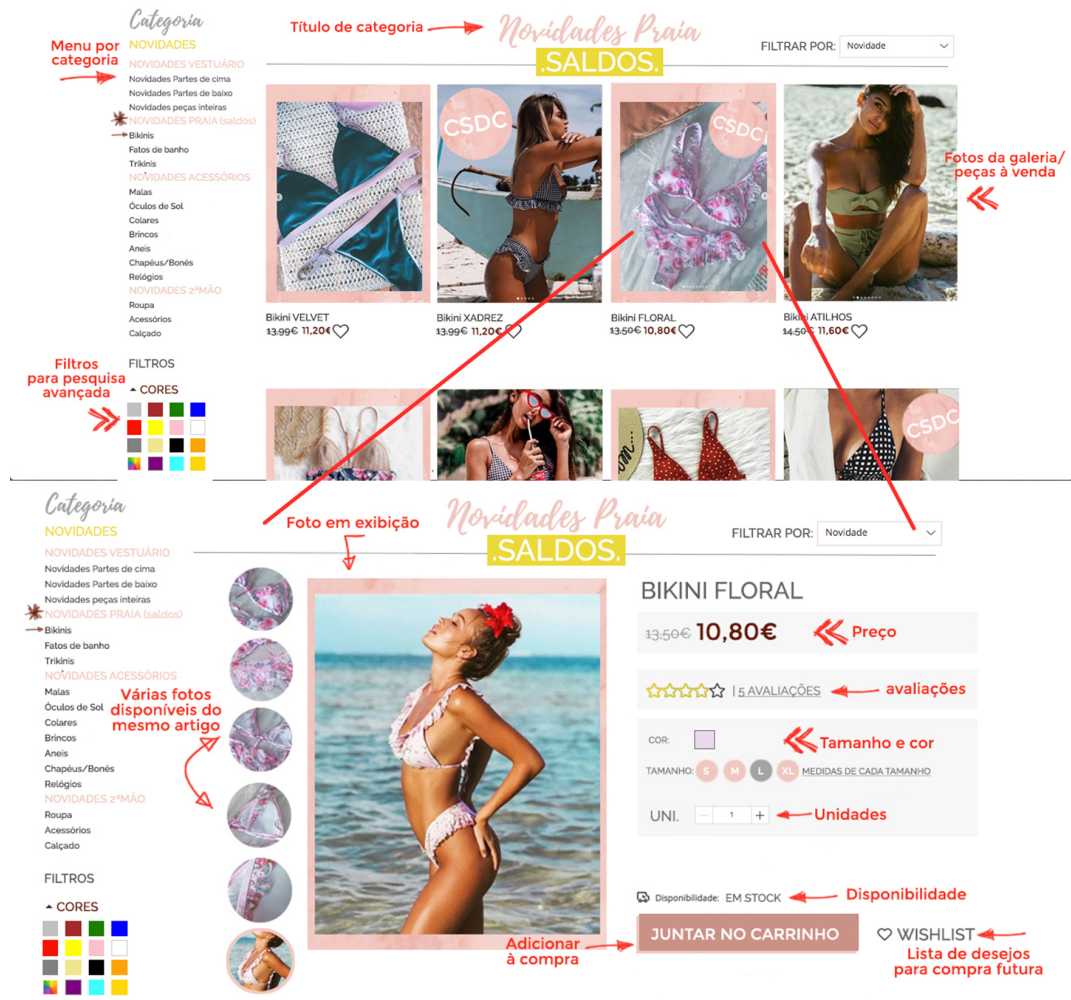 Categoria
NOVIDADES
NOVIDADES VESTUÁRIO
Novidades Partes de cima
Novidades Partes de baixo
Novidades peças inteiras
NOVIDADES PRAIA (saldos)
Bikinis
Fatos de banho
Trikinis
NOVIDADES ACESSÓRIOS
Malas
Óculos de Sol
Colares
Brincos
Aneis
Chapéus/Bonés
Relógios
NOVIDADES 2ªMÃO
Roupa
Acessórios
Calçado
FILTROS
CORES
Menu por
categoria
Filtros
para pesquisa
avançada
Título de categoria
Novidades Praia
.SALDOS.
FILTRAR POR: Novidade
CSDC
CSDC
Fotos da galeria/
peças à venda
Bikini VELVET
13,99€ 11,20€
Bikini XADREZ
13,99€ 11,20€
Bikini FLORAL
13,50€ 10,80€
Bikini ATILHOS
14,50€ 11,60€
CSDC
Categoria
NOVIDADES
NOVIDADES VESTUÁRIO
Novidades Partes de cima
Novidades Partes de baixo
Novidades peças inteiras
NOVIDADES PRAIA (saldos)
Bikinis
Fatos de banho
Trikinis
NOVIDADES ACESSÓRIOS
Malas
Óculos de Sol
Colares
Brincos
Aneis
Chapéus/Bonés
Relógios
NOVIDADES 2ªMÃO
Roupa
Acessórios
Calçado
FILTROS
CORES
Várias fotos
disponíveis do
mesmo artigo
Foto em exibição
Novidades Praia
.SALDOS.
FILTRAR POR: Novidade
BIKINI FLORAL
13,50€ 10,80€ Preço
| 5 AVALIAÇÕES avaliações
COR: Tamanho e cor
TAMANHO: S M L XL MEDIDAS DE CADA TAMANHO
UNI. — 1 + Unidades
Disponibilidade: EM STOCK Disponibilidade
Adicionar
à compra
JUNTAR NO CARRINHO
WISHLIST
Lista de desejos
para compra futura